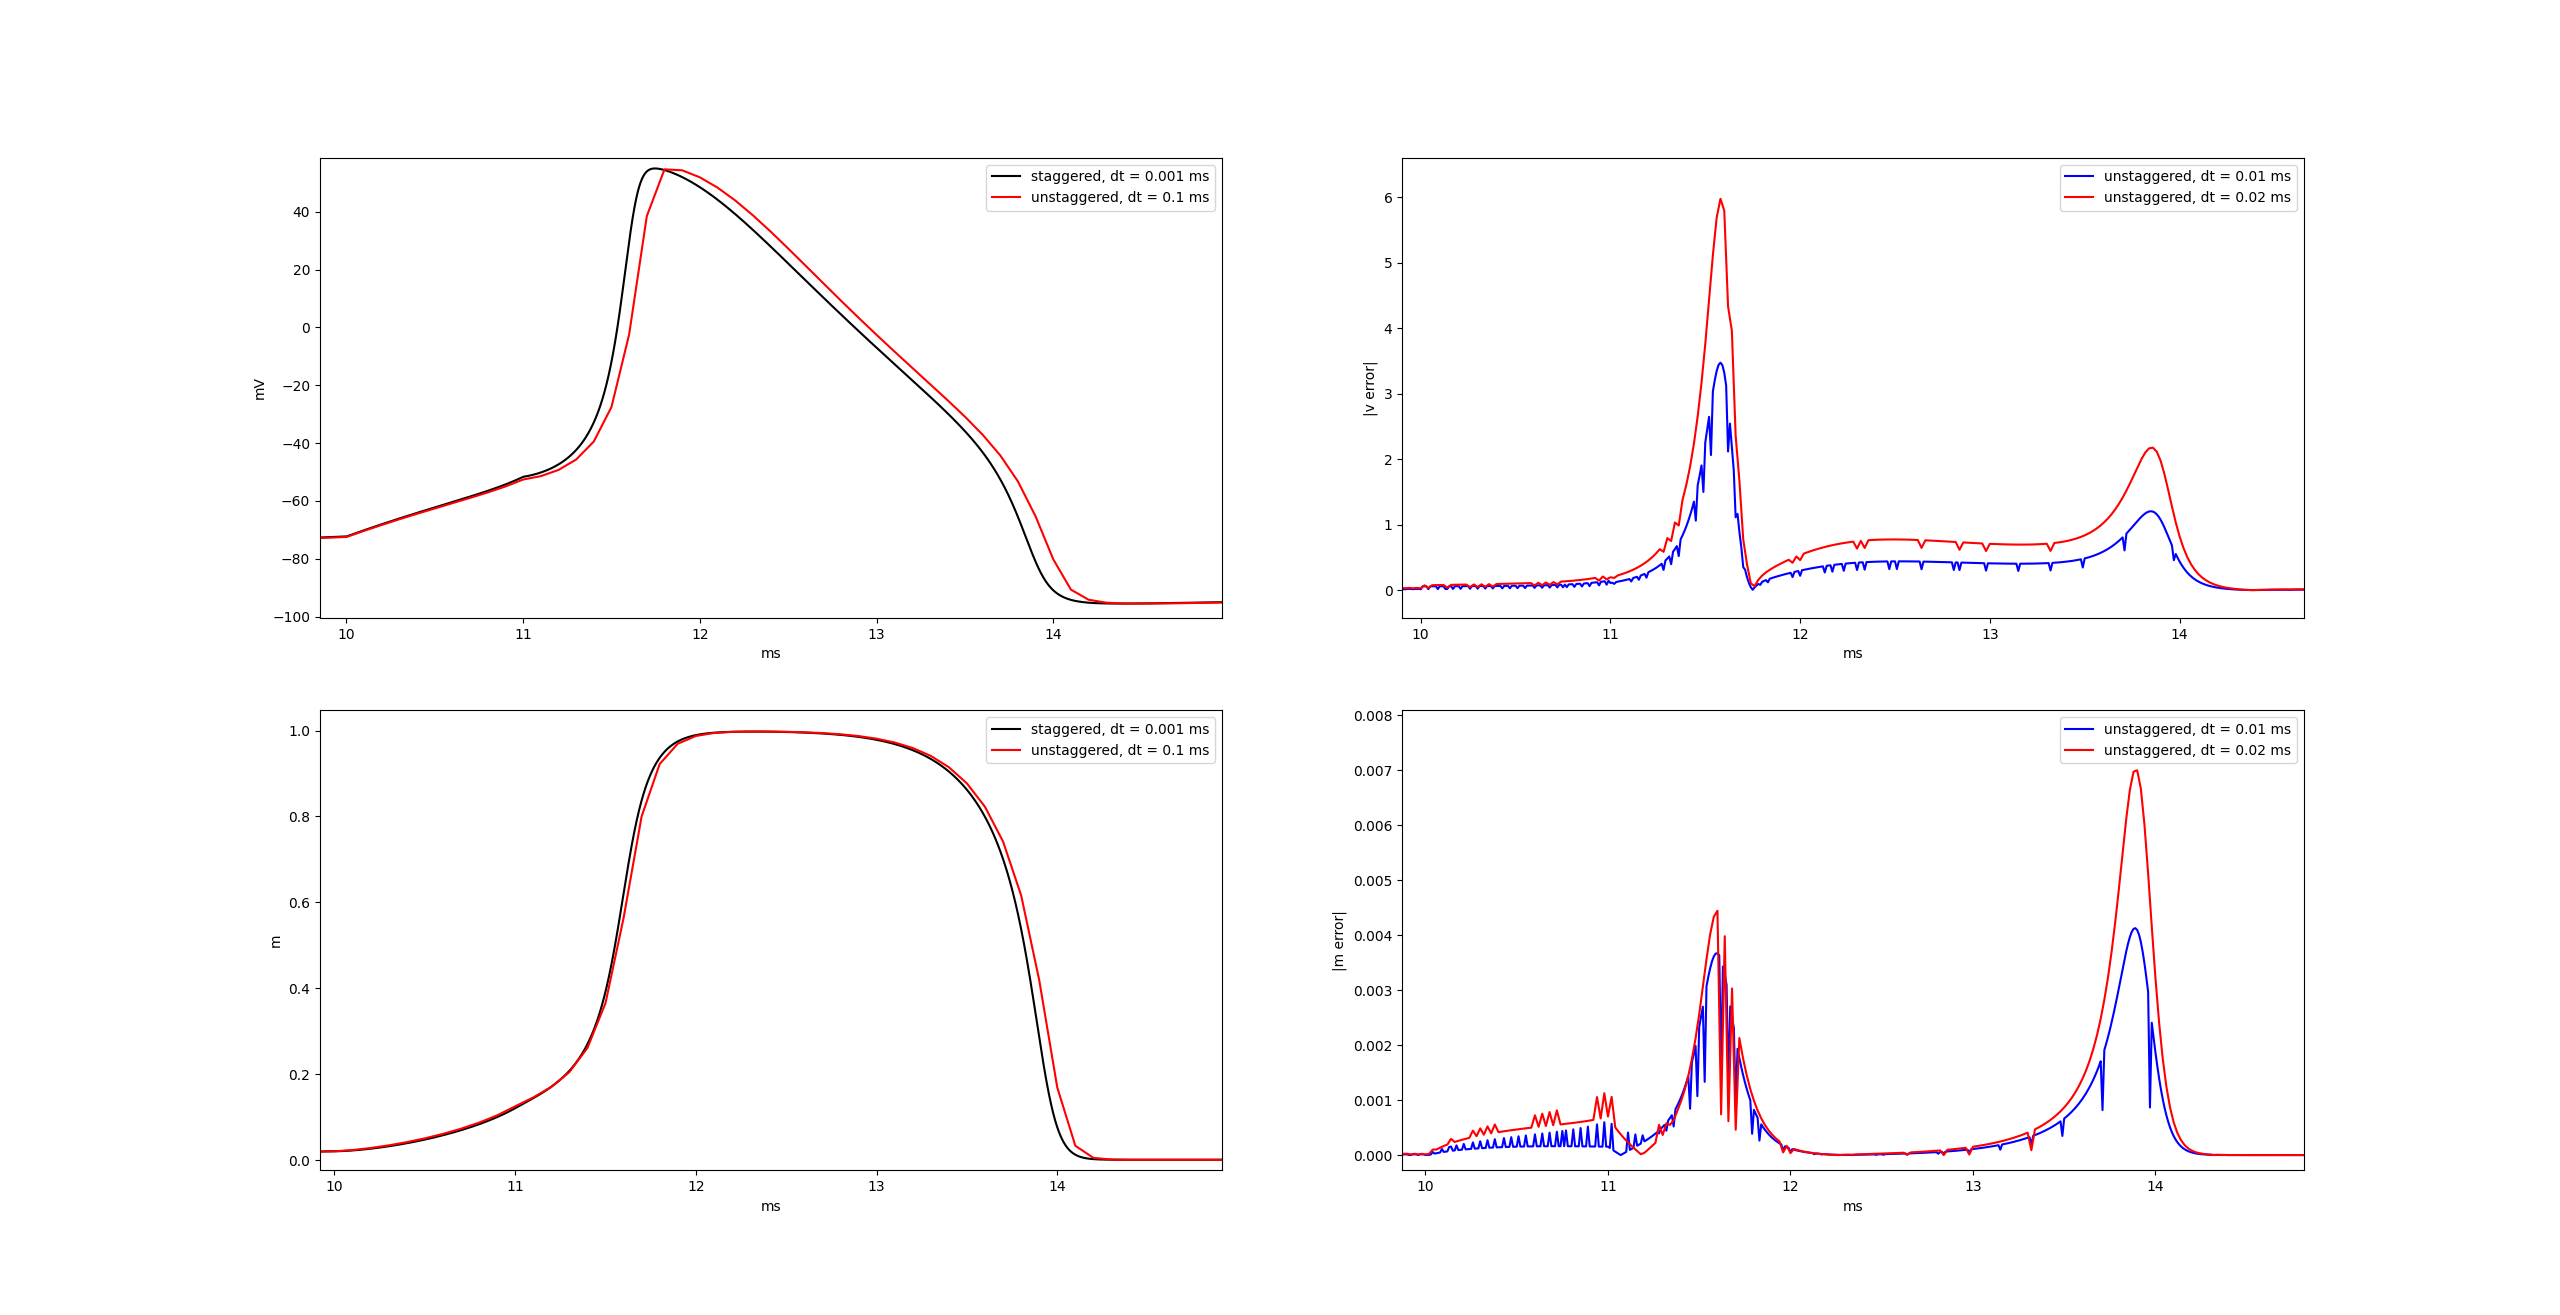 staggered, dt = 0.001 ms
unstaggered, dt = 0.1 ms
40
20
0
−20
−40
−60
−80
−100
mV
10 11 12 13 14
ms
unstaggered, dt = 0.01 ms
unstaggered, dt = 0.02 ms
6
5
4
3
2
1
0
|v error|
10 11 12 13 14
ms
staggered, dt = 0.001 ms
unstaggered, dt = 0.1 ms
1.0
0.8
0.6
0.4
0.2
0.0
m
10 11 12 13 14
ms
unstaggered, dt = 0.01 ms
unstaggered, dt = 0.02 ms
0.008
0.007
0.006
0.005
0.004
0.003
0.002
0.001
0.000
|m error|
10 11 12 13 14
ms